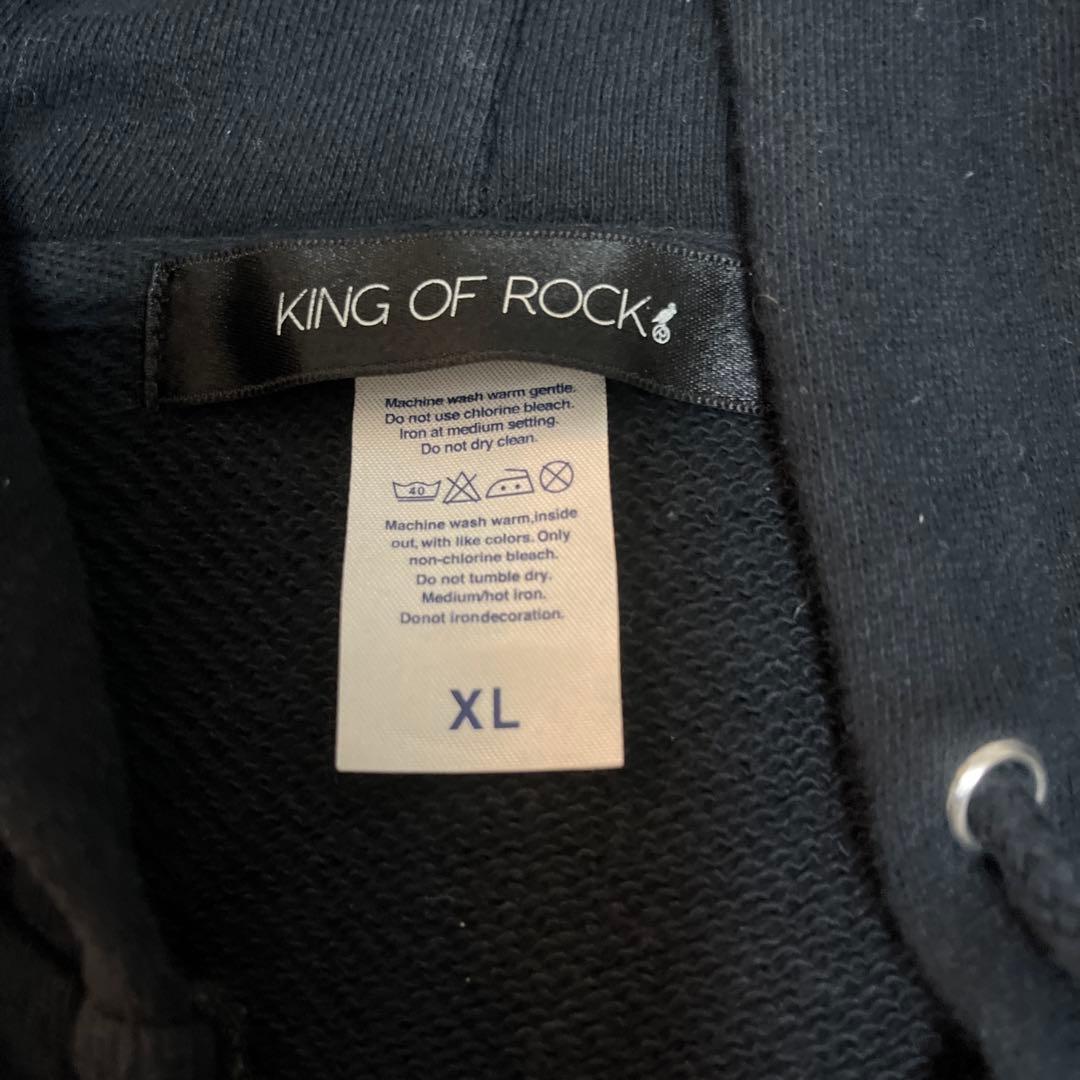 KING OF ROCK
Machine wash warm gentle.
Do not use chlorine bleach.
Iron at medium setting.
Do not dry clean.
40
Machine wash warm,inside
out, with like colors. Only
non-chlorine bleach.
Do not tumble dry.
Medium/hot iron.
Donot irondecoration.
XL